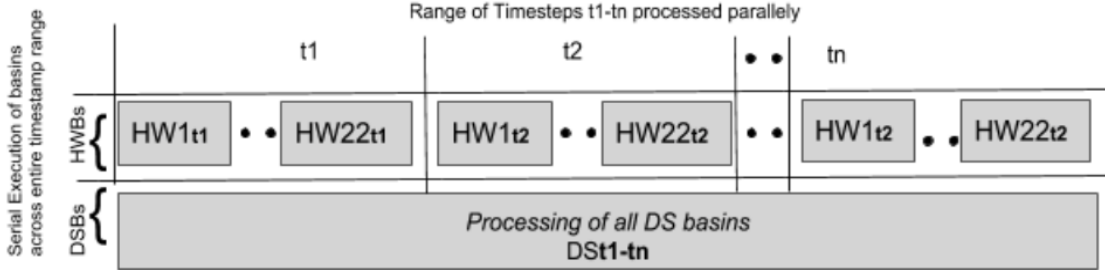 Range of Timesteps t1-tn processed parallely
Serial Execution of basins
across entire timestamp range
t1
t2
tn
HWBs
HW1t1
HW22t1
HW1t2
HW22t2
HW1t2
HW22t2
DSBs
Processing of all DS basins
DSt1-tn